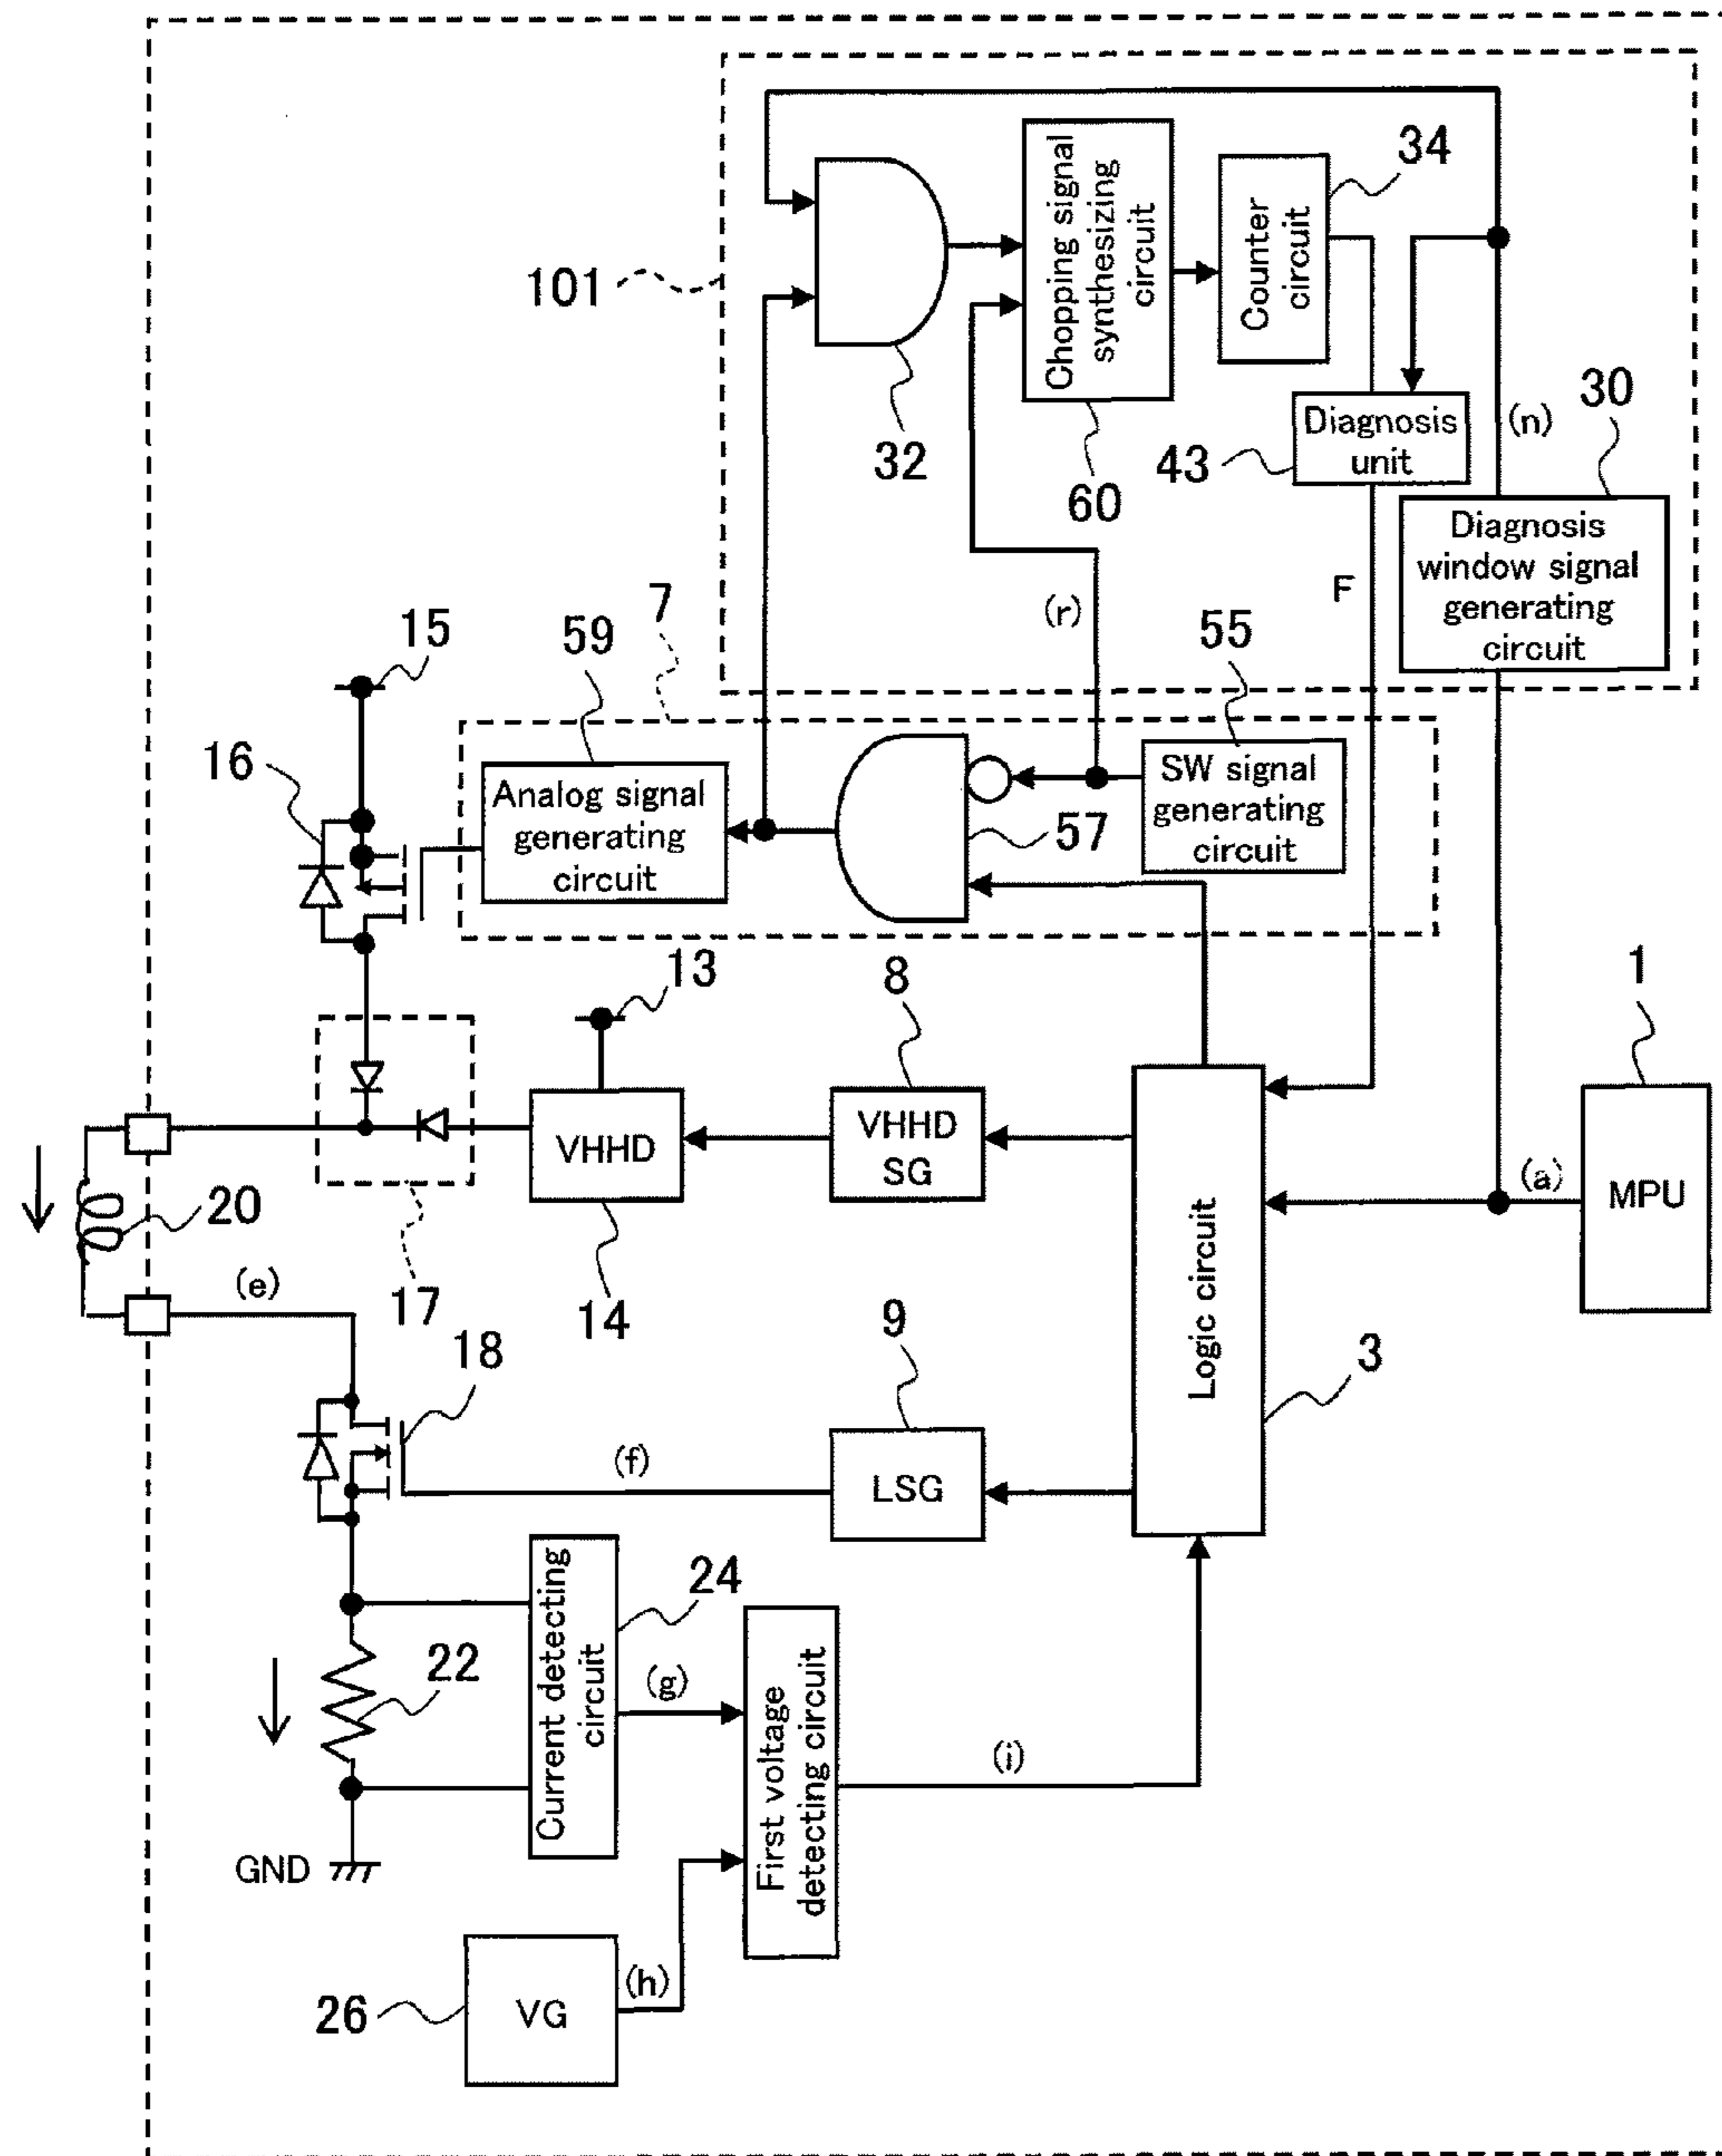 101
32
Chopping signal
synthesizing
circuit
60
Counter
circuit
34
Diagnosis
unit
43
(n)
30
Diagnosis
window signal
generating
circuit
F
(r)
7
15
59
55
16
Analog signal
generating
circuit
57
SW signal
generating
circuit
13
8
1
VHHD
14
VHHD
SG
Logic circuit
3
(a)
MPU
20
17
(e)
18
9
(f)
LSG
Current detecting
circuit
24
22
(g)
First voltage
detecting circuit
(i)
GND
26
VG
(h)